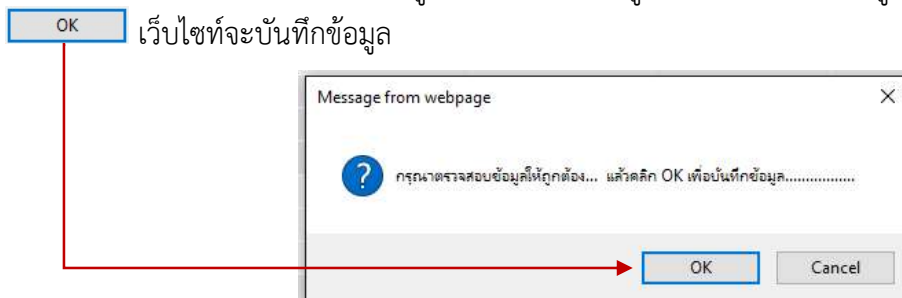 OK เว็บไซท์จะบันทึกข้อมูล
Message from webpage
กรุณาตรวจสอบข้อมูลให้ถูกต้อง... แล้วคลิก OK เพื่อบันทึกข้อมูล.................
OK Cancel